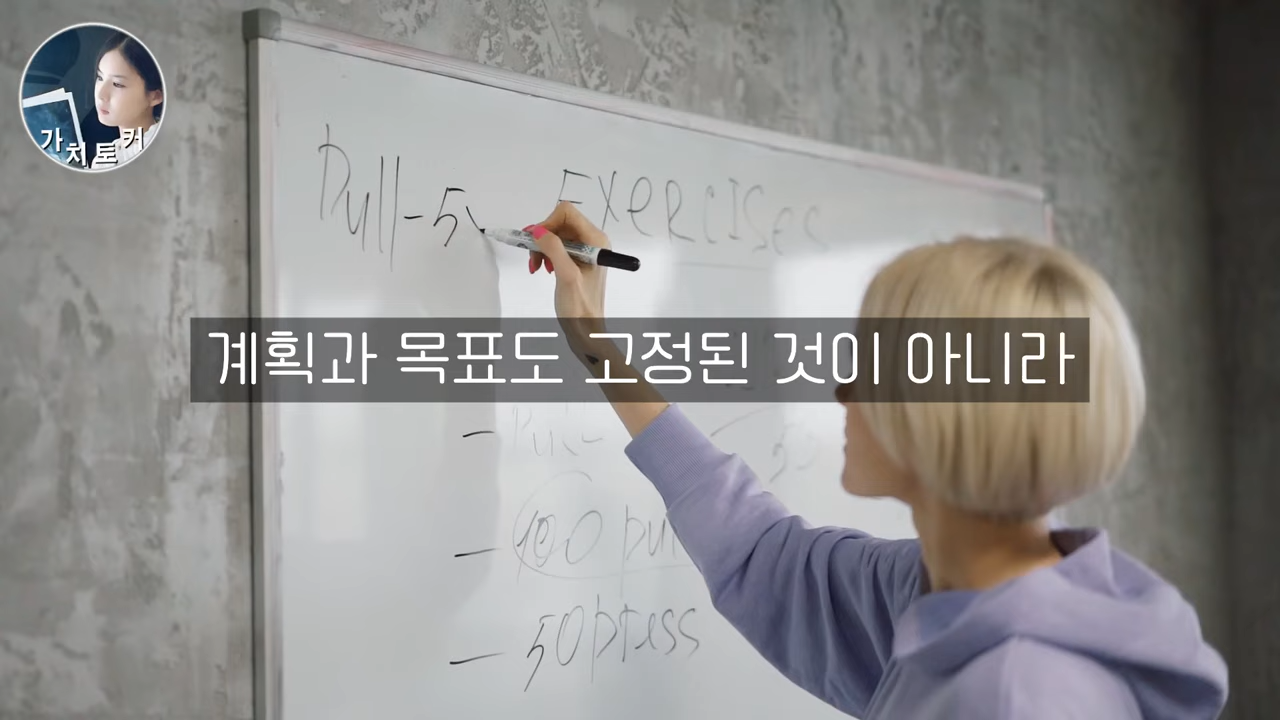 가치토커
Pull-5
Exercises
계획과 목표도 고정된 것이 아니라
- Pull
- 100 pu
- 50 press